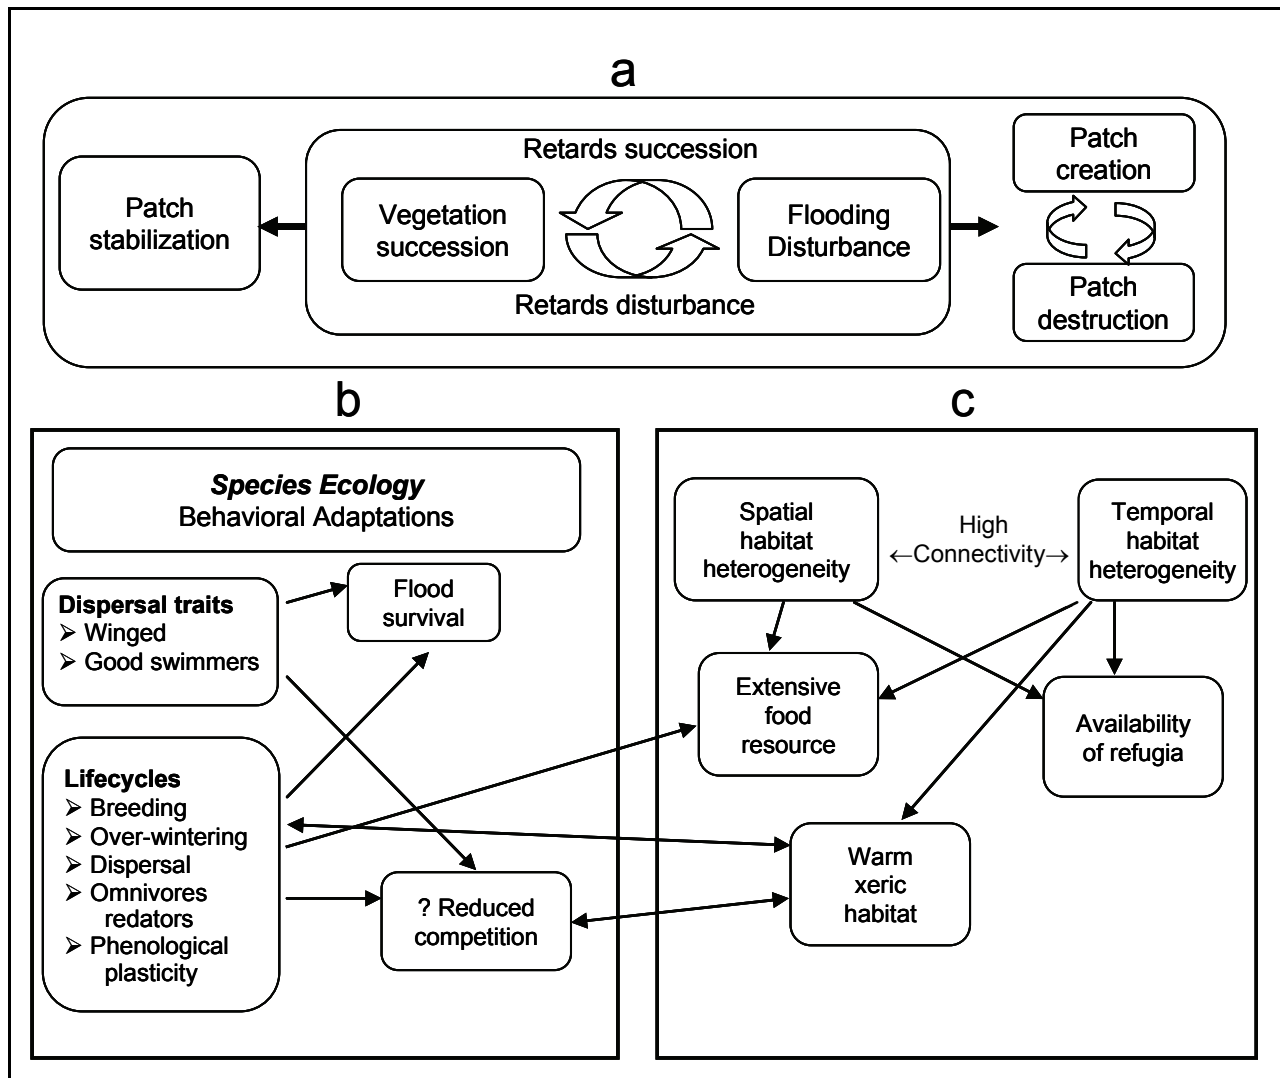 a
Retards succession
Patch
stabilization
Vegetation
succession
Flooding
Disturbance
Retards disturbance
Patch
creation
Patch
destruction
b
Species Ecology
Behavioral Adaptations
Dispersal traits
➢ Winged
➢ Good swimmers
Flood
survival
Lifecycles
➢ Breeding
➢ Over-wintering
➢ Dispersal
➢ Omnivores
redators
➢ Phenological
plasticity
? Reduced
competition
c
Spatial
habitat
heterogeneity
High
←Connectivity→
Temporal
habitat
heterogeneity
Extensive
food
resource
Availability
of refugia
Warm
xeric
habitat